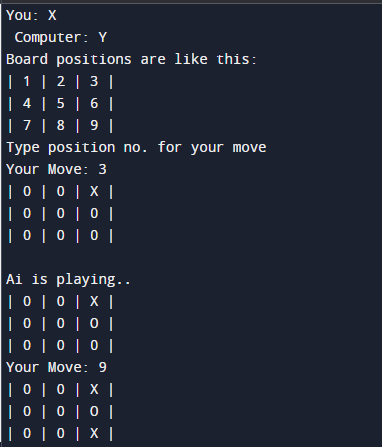 You: X
 Computer: Y
Board positions are like this:
| 1 | 2 | 3 |
| 4 | 5 | 6 |
| 7 | 8 | 9 |
Type position no. for your move
Your Move: 3
| 0 | 0 | X |
| 0 | 0 | 0 |
| 0 | 0 | 0 |

Ai is playing..
| 0 | 0 | X |
| 0 | 0 | O |
| 0 | 0 | 0 |
Your Move: 9
| 0 | 0 | X |
| 0 | 0 | O |
| 0 | 0 | X |